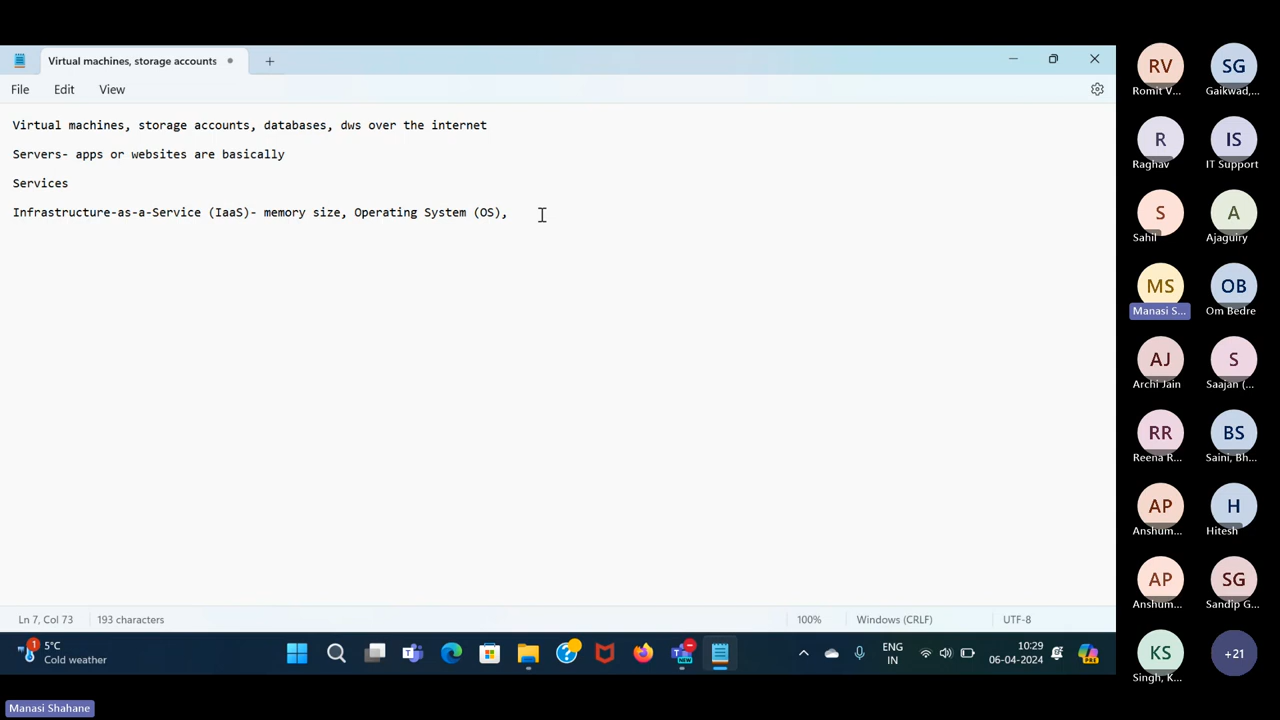 Virtual machines, storage accounts
File Edit View
Virtual machines, storage accounts, databases, dws over the internet
Servers- apps or websites are basically
Services
Infrastructure-as-a-Service (IaaS)- memory size, Operating System (OS),
Ln 7, Col 73 193 characters 100% Windows (CRLF) UTF-8
1 5°C
Cold weather
NEW
ENG
IN
10:29
06-04-2024
PRE
Manasi Shahane
RV SG
Romit V... Gaikwad,...
R IS
Raghav IT Support
S A
Sahil Ajaguiry
MS OB
Manasi S... Om Bedre
AJ S
Archi Jain Saajan (...
RR BS
Reena R... Saini, Bh...
AP H
Anshum... Hitesh
AP SG
Anshum... Sandip G...
KS +21
Singh, K...